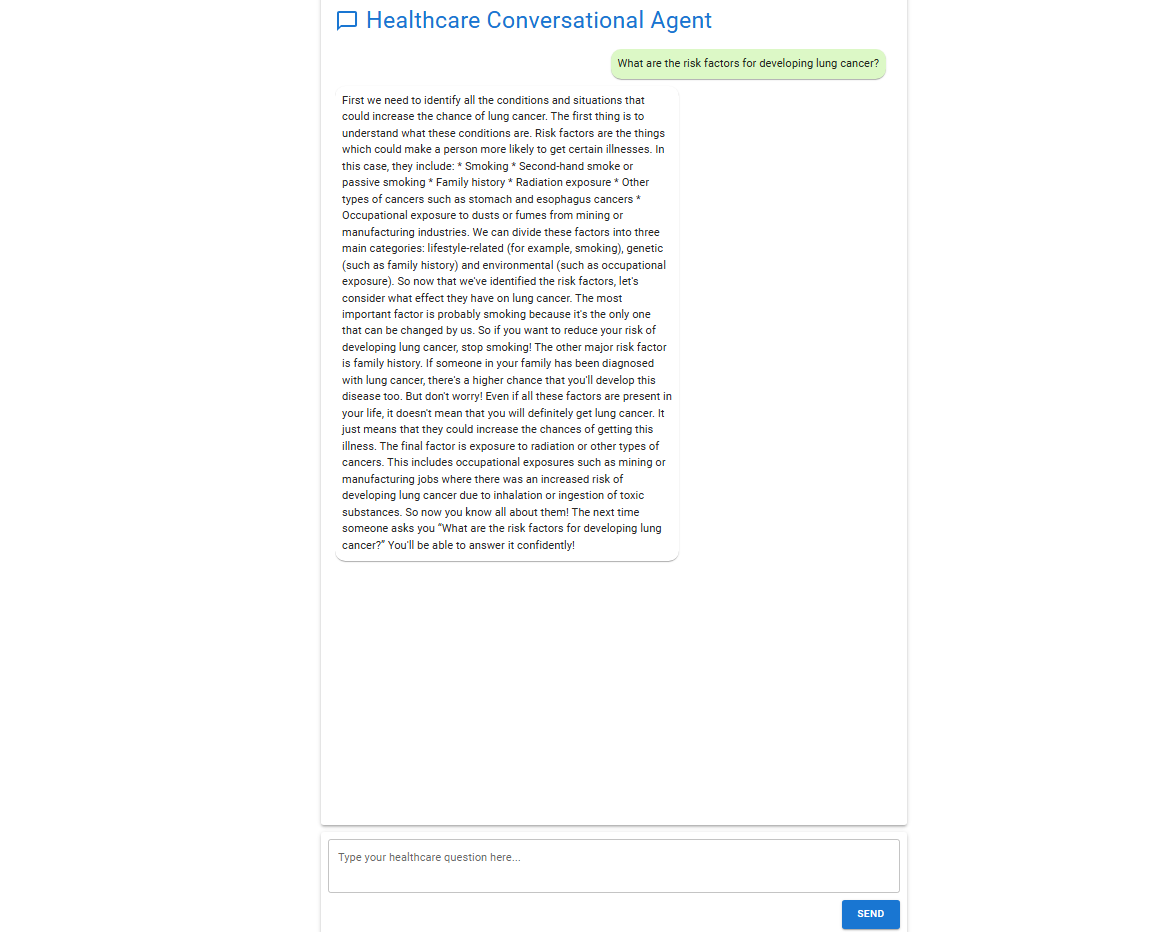 Healthcare Conversational Agent
What are the risk factors for developing lung cancer?
First we need to identify all the conditions and situations that
could increase the chance of lung cancer. The first thing is to
understand what these conditions are. Risk factors are the things
which could make a person more likely to get certain illnesses. In
this case, they include: * Smoking * Second-hand smoke or
passive smoking * Family history * Radiation exposure * Other
types of cancers such as stomach and esophagus cancers *
Occupational exposure to dusts or fumes from mining or
manufacturing industries. We can divide these factors into three
main categories: lifestyle-related (for example, smoking), genetic
(such as family history) and environmental (such as occupational
exposure). So now that we've identified the risk factors, let's
consider what effect they have on lung cancer. The most
important factor is probably smoking because it's the only one
that can be changed by us. So if you want to reduce your risk of
developing lung cancer, stop smoking! The other major risk factor
is family history. If someone in your family has been diagnosed
with lung cancer, there's a higher chance that you'll develop this
disease too. But don't worry! Even if all these factors are present in
your life, it doesn't mean that you will definitely get lung cancer. It
just means that they could increase the chances of getting this
illness. The final factor is exposure to radiation or other types of
cancers. This includes occupational exposures such as mining or
manufacturing jobs where there was an increased risk of
developing lung cancer due to inhalation or ingestion of toxic
substances. So now you know all about them! The next time
someone asks you “What are the risk factors for developing lung
cancer?” You'll be able to answer it confidently!
Type your healthcare question here...
SEND